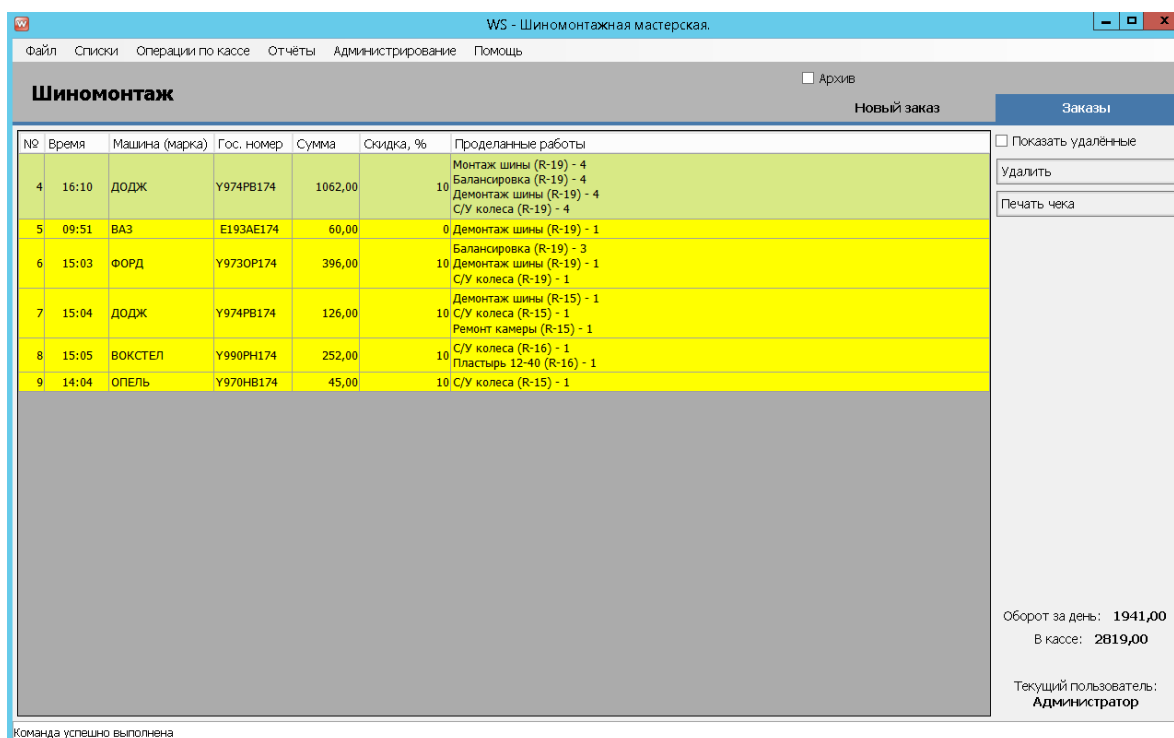 WS - Шиномонтажная мастерская.
Файл Списки Операции по кассе Отчёты Администрирование Помощь
Шиномонтаж
Архив
Новый заказ
Заказы
№ Время Машина (марка) Гос. номер Сумма Скидка, % Проделанные работы
Монтаж шины (R-19) - 4
4 16:10 ДОДЖ Y974PB174 1062,00 10 Балансировка (R-19) - 4
Демонтаж шины (R-19) - 4
С/У колеса (R-19) - 4
5 09:51 ВАЗ E193AE174 60,00 0 Демонтаж шины (R-19) - 1
Балансировка (R-19) - 3
6 15:03 ФОРД Y973OP174 396,00 10 Демонтаж шины (R-19) - 1
С/У колеса (R-19) - 1
Демонтаж шины (R-15) - 1
7 15:04 ДОДЖ Y974PB174 126,00 10 С/У колеса (R-15) - 1
Ремонт камеры (R-15) - 1
8 15:05 ВОКСТЕЛ Y990PH174 252,00 10 С/У колеса (R-16) - 1
Пластырь 12-40 (R-16) - 1
9 14:04 ОПЕЛЬ Y970HB174 45,00 10 С/У колеса (R-15) - 1
Показать удалённые
Удалить
Печать чека
Оборот за день: 1941,00
В кассе: 2819,00
Текущий пользователь:
Администратор
Команда успешно выполнена